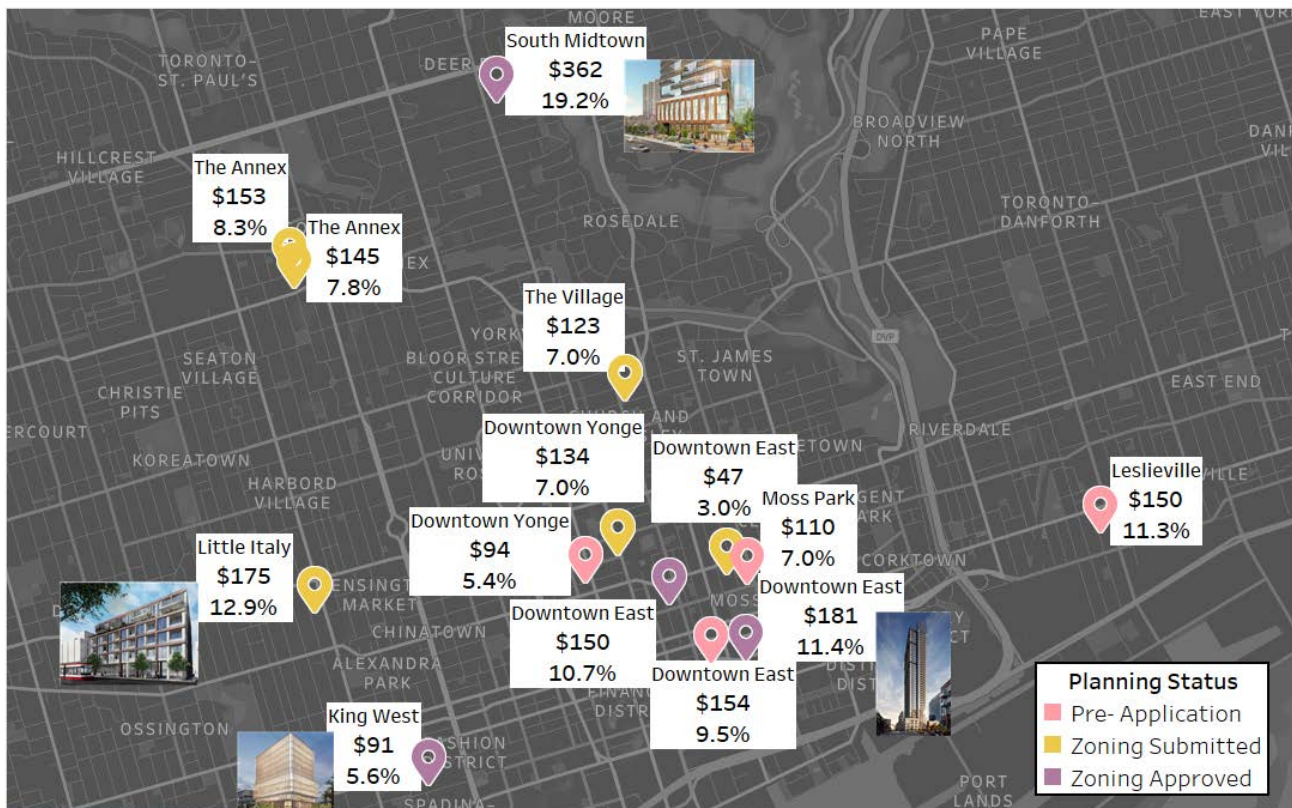 MOORE
EAST YOR
South Midtown
$362
19.2%
PAPE
VILLAGE
TORONTO-
ST. PAUL'S
DEER
BROADVIEW
NORTH
HILLCREST
VILLAGE
The Annex
$153
8.3%
The Annex
$145
7.8%
ROSEDALE
TORONTO-
DANFORTH
The Village
$123
7.0%
DVP
SEATON
VILLAGE
BLOOR STRE
CULTURE
CORRIDOR
ST. JAMES
TOWN
CHRISTIE
PITS
EAST END
KOREATOWN
HARBORD
VILLAGE
RIVERDALE
Downtown Yonge
$134
7.0%
Downtown East
$47
3.0%
Moss Park
$110
7.0%
Leslieville
$150
11.3%
Downtown Yonge
$94
5.4%
Little Italy
$175
12.9%
CORKTOWN
MARKET
CHINATOWN
Downtown East
$150
10.7%
Downtown East
$181
11.4%
Downtown East
$154
9.5%
ALEXANDRA
PARK
OSSINGTON
King West
$91
5.6%
SPADINA-
PORT
LANDS
Planning Status
Pre- Application
Zoning Submitted
Zoning Approved